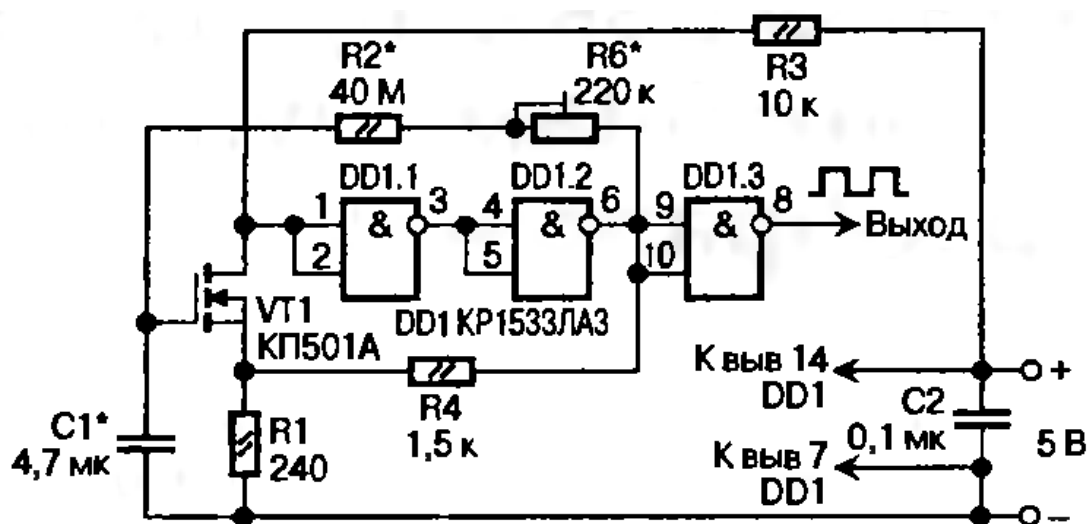 R2*
40 М
R6*
220 к
R3
10 к
DD1.1
DD1.2
DD1.3
1
2
&
3
4
5
&
6
9
10
&
8
Выход
VT1
КП501А
DD1 КР1533ЛА3
R4
1,5 к
C1*
4,7 мк
R1
240
К выв 14
DD1
C2
0,1 мк
К выв 7
DD1
+
5 В
–